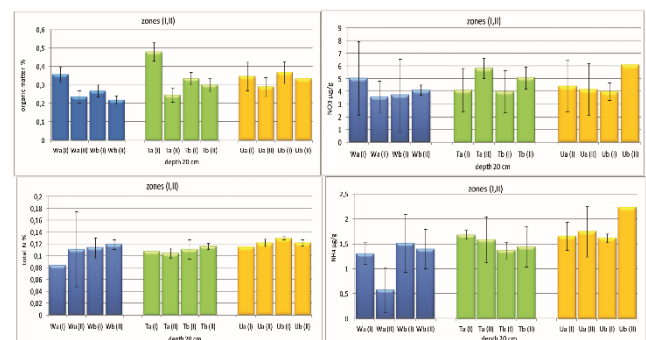 zones (I,II)
organic matter %
0,6
0,5
0,4
0,3
0,2
0,1
0
Wa (I) Wa (II) Wb (I) Wb (II) Ta (I) Ta (II) Tb (I) Tb (II) Ua (I) Ua (II) Ub (I) Ub (II)
depth 20 cm
zones (I,II)
NO3 µg/g
9
8
7
6
5
4
3
2
1
0
Wa (I) Wa (II) Wb (I) Wb (II) Ta (I) Ta (II) Tb (I) Tb (II) Ua (I) Ua (II) Ub (I) Ub (II)
depth 20 cm
zones (I,II)
total N %
0,2
0,18
0,16
0,14
0,12
0,10
0,08
0,06
0,04
0,02
0
Wa (I) Wa (II) Wb (I) Wb (II) Ta (I) Ta (II) Tb (I) Tb (II) Ua (I) Ua (II) Ub (I) Ub (II)
depth 20 cm
zones (I,II)
NH4 µg/g
2,5
2
1,5
1
0,5
0
Wa (I) Wa (II) Wb (I) Wb (II) Ta (I) Ta (II) Tb (I) Tb (II) Ua (I) Ua (II) Ub (I) Ub (II)
depth 20 cm